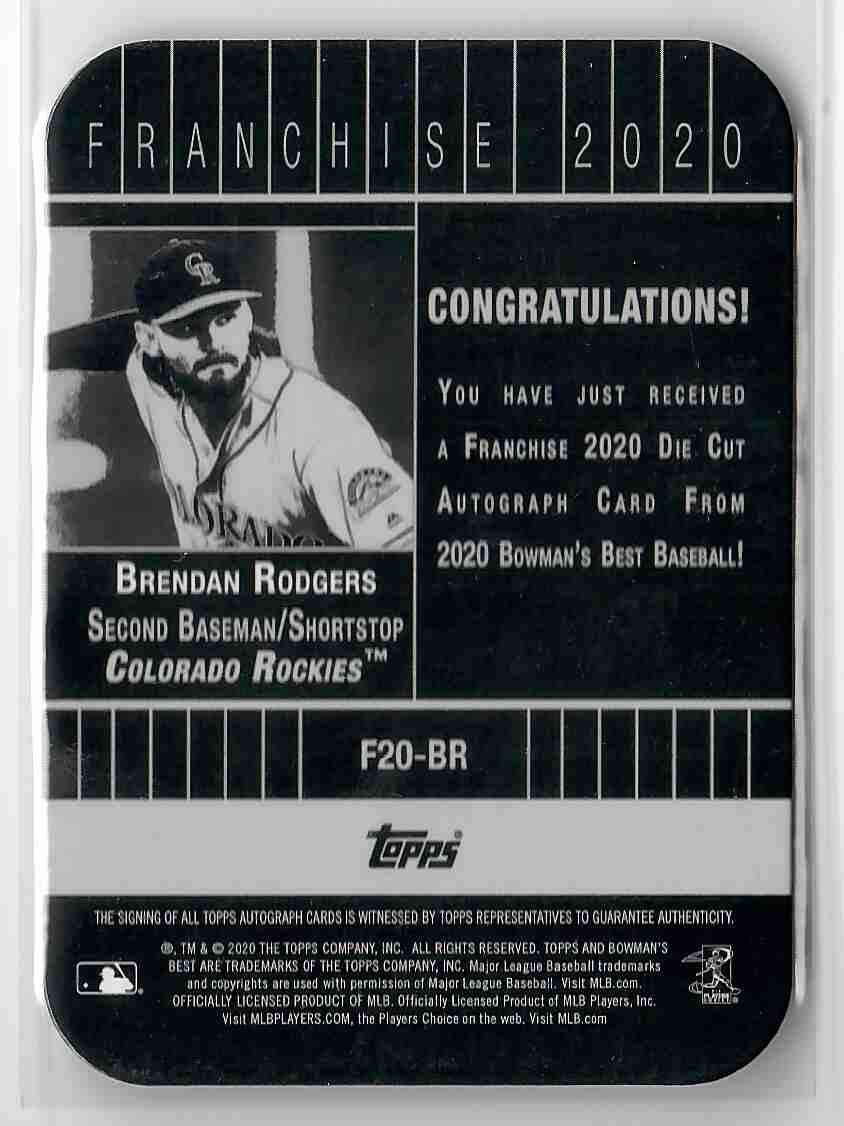 FRANCHISE 2020
CR
CONGRATULATIONS!
YOU HAVE JUST RECEIVED
A FRANCHISE 2020 DIE CUT
AUTOGRAPH CARD FROM
2020 BOWMAN'S BEST BASEBALL!
BRENDAN RODGERS
SECOND BASEMAN/SHORTSTOP
COLORADO ROCKIES™
F20-BR
topps®
THE SIGNING OF ALL TOPPS AUTOGRAPH CARDS IS WITNESSED BY TOPPS REPRESENTATIVES TO GUARANTEE AUTHENTICITY.
®, TM & © 2020 THE TOPPS COMPANY, INC. ALL RIGHTS RESERVED. TOPPS AND BOWMAN'S
BEST ARE TRADEMARKS OF THE TOPPS COMPANY, INC. Major League Baseball trademarks
and copyrights are used with permission of Major League Baseball. Visit MLB.com.
OFFICIALLY LICENSED PRODUCT OF MLB. Officially Licensed Product of MLB Players, Inc.
Visit MLBPLAYERS.COM, the Players Choice on the web. Visit MLB.com